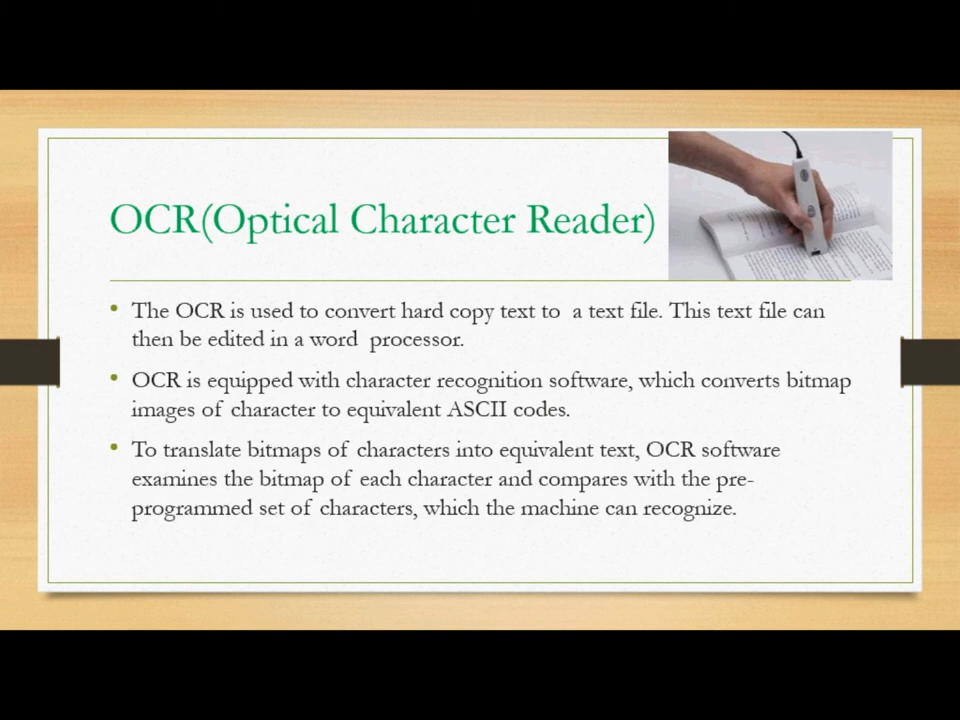 OCR(Optical Character Reader)
• The OCR is used to convert hard copy text to a text file. This text file can
then be edited in a word processor.
• OCR is equipped with character recognition software, which converts bitmap
images of character to equivalent ASCII codes.
• To translate bitmaps of characters into equivalent text, OCR software
examines the bitmap of each character and compares with the pre-
programmed set of characters, which the machine can recognize.